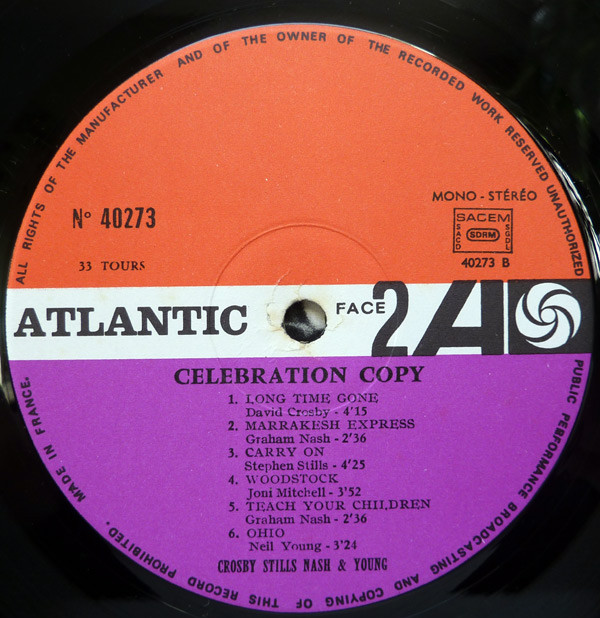 ALL RIGHTS OF THE MANUFACTURER AND OF THE OWNER OF THE RECORDED WORK RESERVED UNAUTHORIZED
PUBLIC PERFORMANCE BROADCASTING AND COPYING OF THIS RECORD PROHIBITED. MADE IN FRANCE.
MONO - STÉRÉO
N° 40273
SACEM
SACD
SDRM
SGDL
40273 B
33 TOURS
ATLANTIC
FACE 2
A
CELEBRATION COPY
1. LONG TIME GONE
David Crosby - 4'15
2. MARRAKESH EXPRESS
Graham Nash - 2'36
3. CARRY ON
Stephen Stills - 4'25
4. WOODSTOCK
Joni Mitchell - 3'52
5. TEACH YOUR CHILDREN
Graham Nash - 2'36
6. OHIO
Neil Young - 3'24
CROSBY STILLS NASH & YOUNG